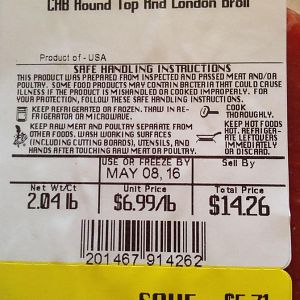 CAB Round Top Rnd London Broil
Product of - USA
SAFE HANDLING INSTRUCTIONS
THIS PRODUCT WAS PREPARED FROM INSPECTED AND PASSED MEAT AND/OR
POULTRY. SOME FOOD PRODUCTS MAY CONTAIN BACTERIA THAT COULD CAUSE
ILLNESS IF THE PRODUCT IS MISHANDLED OR COOKED IMPROPERLY. FOR
YOUR PROTECTION, FOLLOW THESE SAFE HANDLING INSTRUCTIONS.
KEEP REFRIGERATED OR FROZEN. THAW IN RE-
FRIGERATOR OR MICROWAVE.
KEEP RAW MEAT AND POULTRY SEPARATE FROM
OTHER FOODS. WASH WORKING SURFACES
(INCLUDING CUTTING BOARDS), UTENSILS, AND
HANDS AFTER TOUCHING RAW MEAT OR POULTRY.
COOK
THOROUGHLY.
KEEP HOT FOODS
HOT. REFRIGER-
ATE LEFTOVERS
IMMEDIATELY
OR DISCARD.
USE OR FREEZE BY
MAY 08, 16
Sell By
Net Wt/Ct
2.04 lb
Unit Price
$6.99/lb
Total Price
$14.26
201467 914262
SAVE $5.71